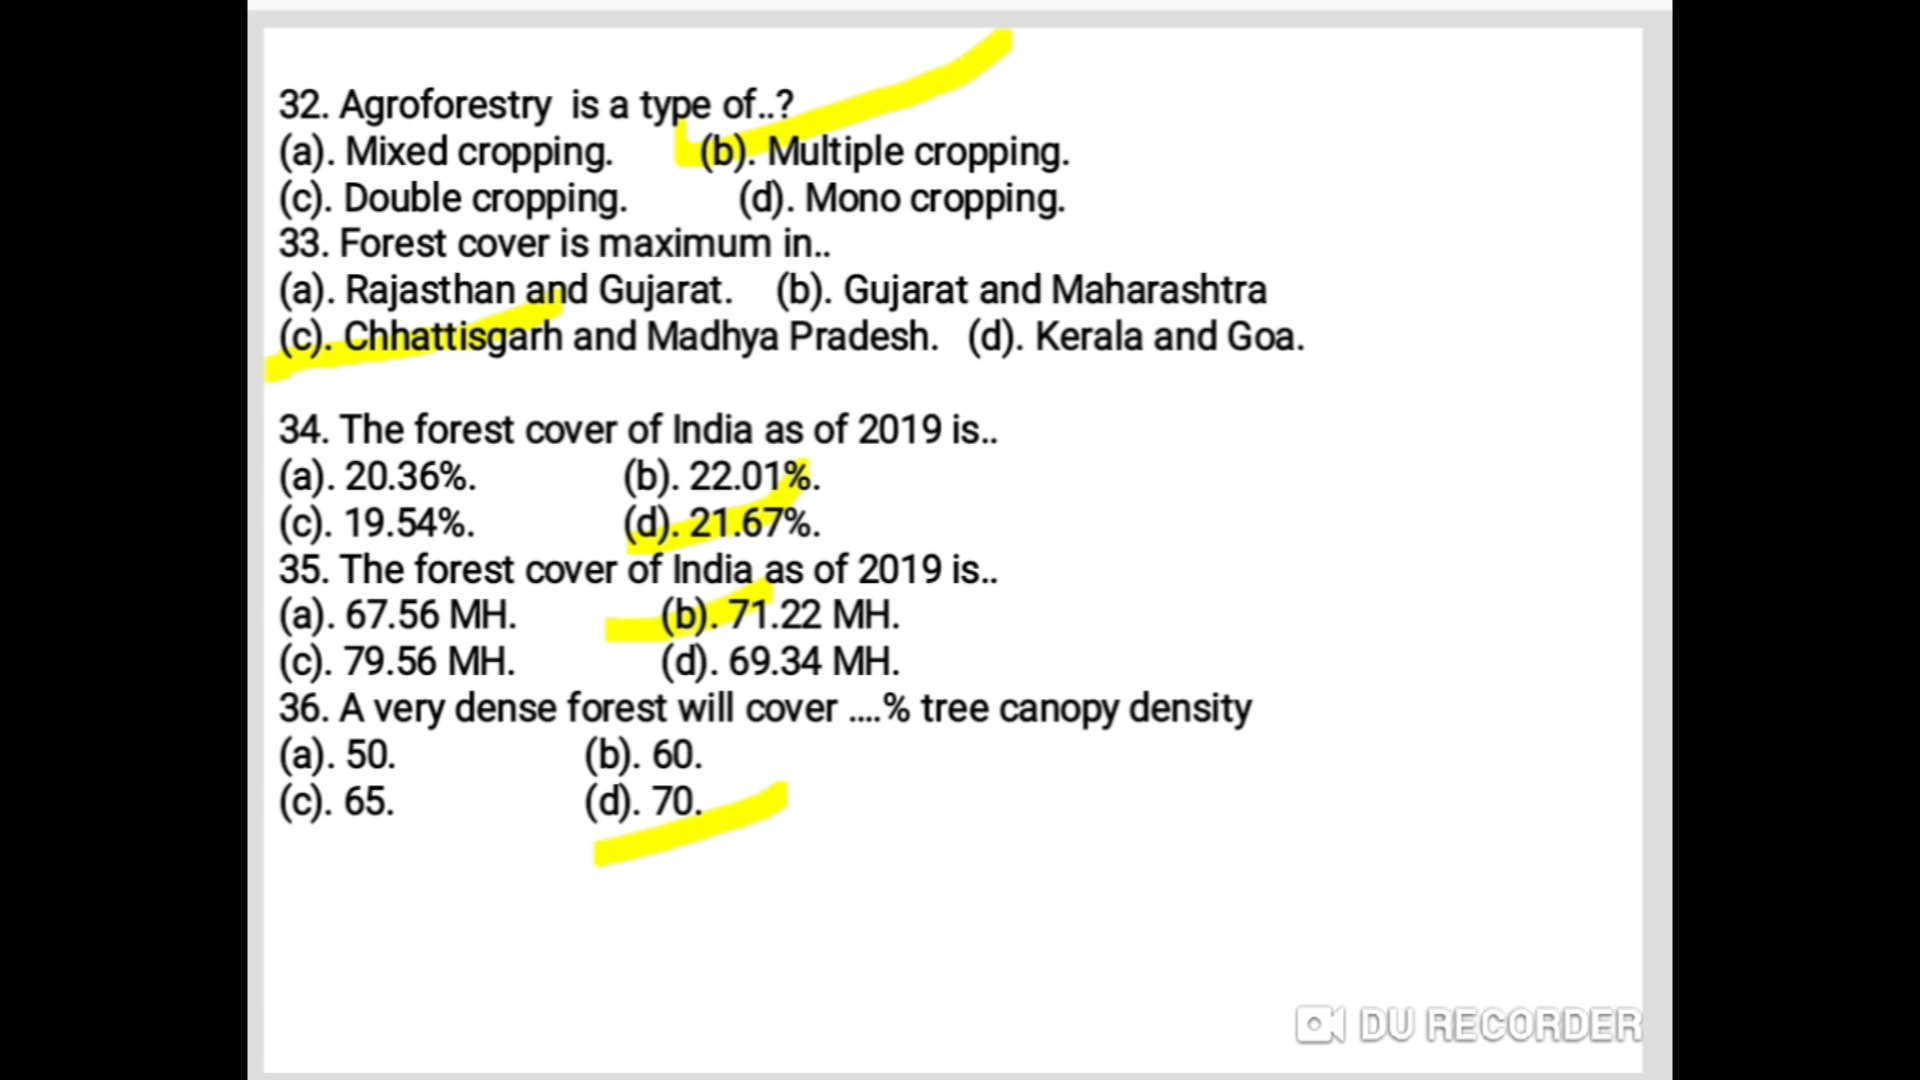 32. Agroforestry is a type of..?
(a). Mixed cropping. (b). Multiple cropping.
(c). Double cropping. (d). Mono cropping.
33. Forest cover is maximum in..
(a). Rajasthan and Gujarat. (b). Gujarat and Maharashtra
(c). Chhattisgarh and Madhya Pradesh. (d). Kerala and Goa.
34. The forest cover of India as of 2019 is..
(a). 20.36%. (b). 22.01%.
(c). 19.54%. (d). 21.67%.
35. The forest cover of India as of 2019 is..
(a). 67.56 MH. (b). 71.22 MH.
(c). 79.56 MH. (d). 69.34 MH.
36. A very dense forest will cover ....% tree canopy density
(a). 50. (b). 60.
(c). 65. (d). 70.
DU RECORDER